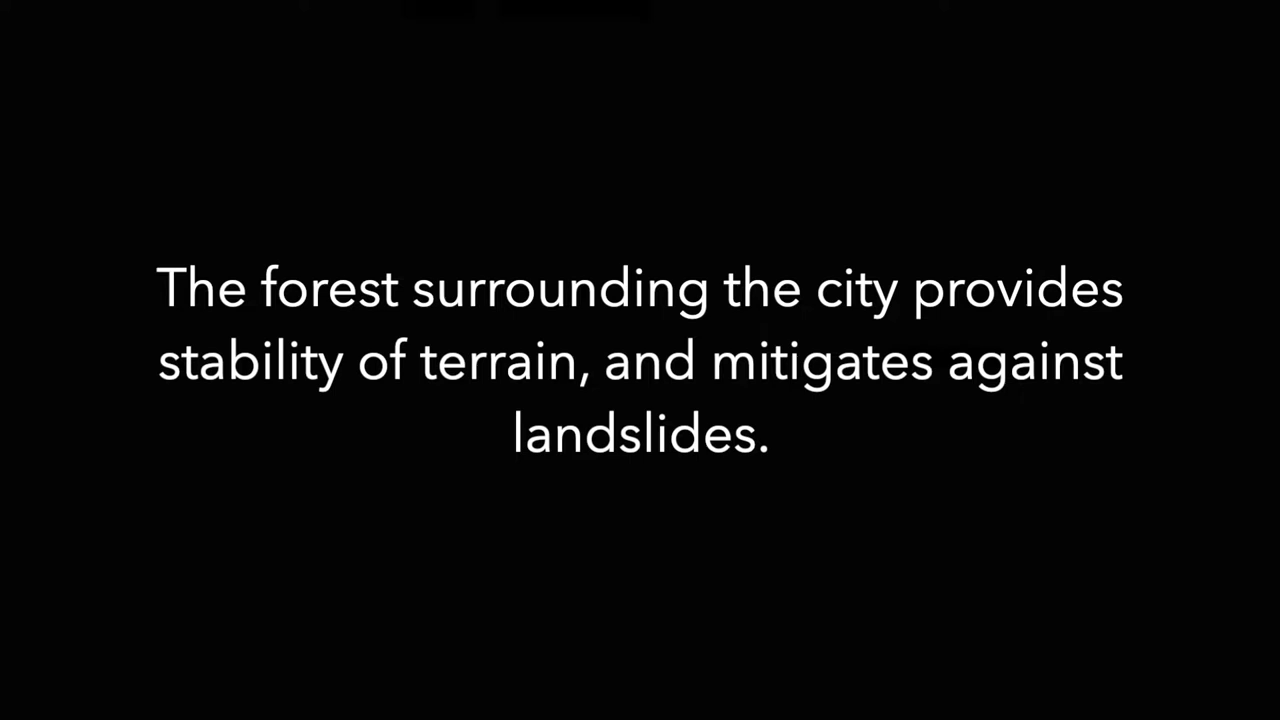 The forest surrounding the city provides
stability of terrain, and mitigates against
landslides.